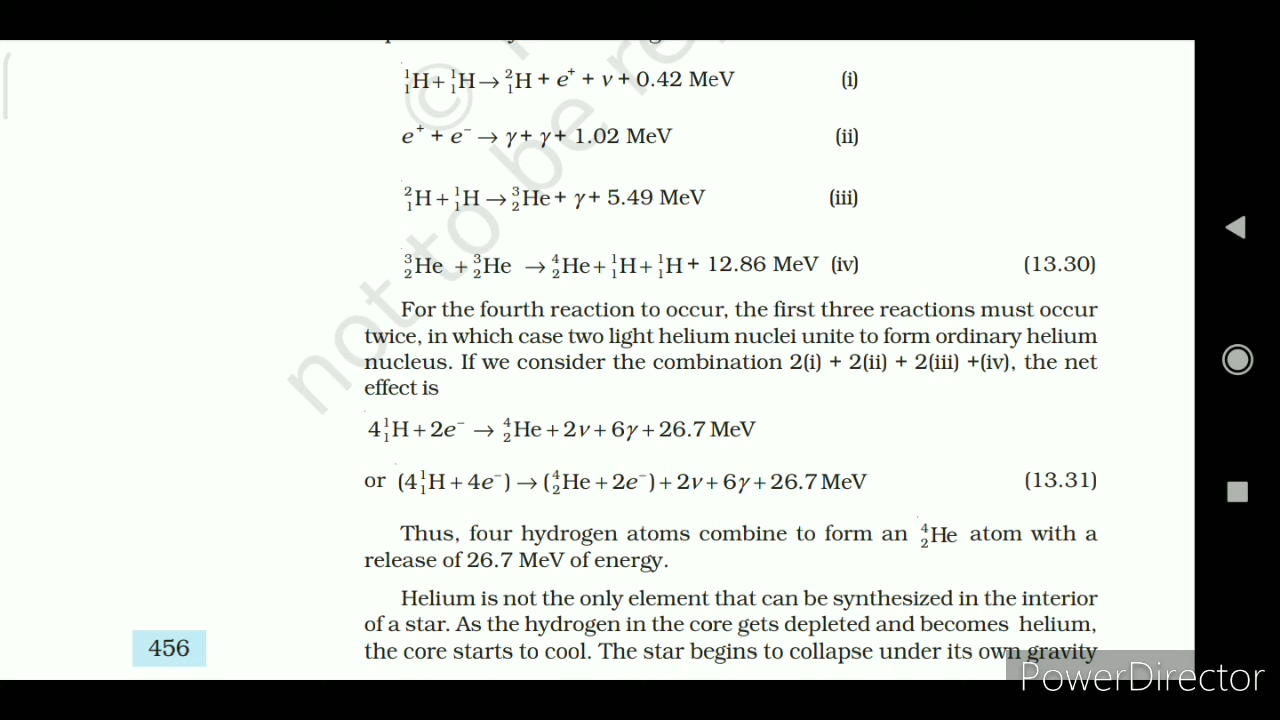 ¹₁H + ¹₁H → ²₁H + e⁺ + ν + 0.42 MeV (i)
e⁺ + e⁻ → γ + γ + 1.02 MeV (ii)
²₁H + ¹₁H → ³₂He + γ + 5.49 MeV (iii)
³₂He + ³₂He → ⁴₂He + ¹₁H + ¹₁H + 12.86 MeV (iv) (13.30)
For the fourth reaction to occur, the first three reactions must occur
twice, in which case two light helium nuclei unite to form ordinary helium
nucleus. If we consider the combination 2(i) + 2(ii) + 2(iii) +(iv), the net
effect is
4¹₁H + 2e⁻ → ⁴₂He + 2ν + 6γ + 26.7 MeV
or (4¹₁H + 4e⁻) → (⁴₂He + 2e⁻) + 2ν + 6γ + 26.7 MeV (13.31)
Thus, four hydrogen atoms combine to form an ⁴₂He atom with a
release of 26.7 MeV of energy.
Helium is not the only element that can be synthesized in the interior
of a star. As the hydrogen in the core gets depleted and becomes helium,
the core starts to cool. The star begins to collapse under its own gravity
456
© not to be
PowerDirector